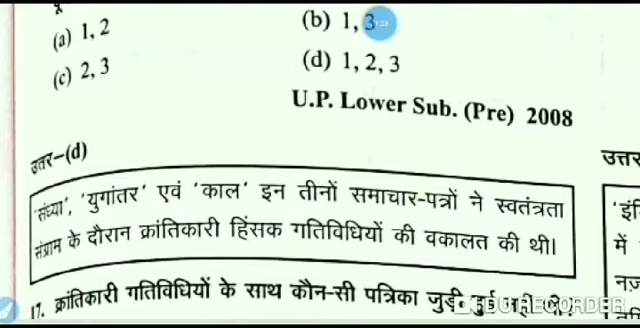 (a) 1, 2
(b) 1, 3
(c) 2, 3
(d) 1, 2, 3
U.P. Lower Sub. (Pre) 2008
उत्तर–(d)
'संध्या', 'युगांतर' एवं 'काल' इन तीनों समाचार-पत्रों ने स्वतंत्रता
संग्राम के दौरान क्रांतिकारी हिंसक गतिविधियों की वकालत की थी।
17. क्रांतिकारी गतिविधियों के साथ कौन-सी पत्रिका जुड़ी हुई नहीं थी?
उत्तर
में
RECORDER